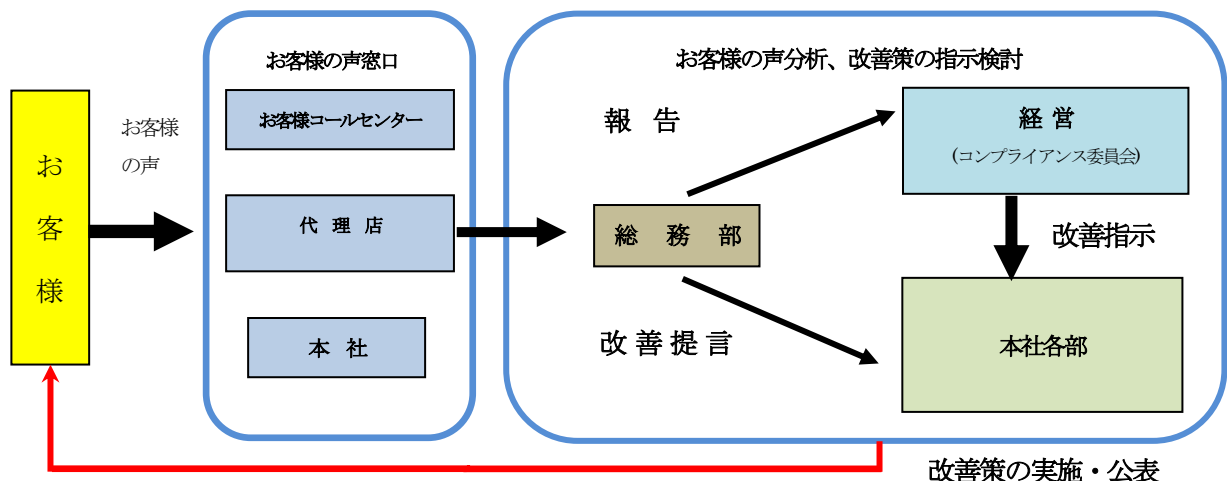 お客様
お客様
の声
お客様の声窓口
お客様コールセンター
代理店
本社
お客様の声分析、改善策の指示検討
報告
総務部
改善提言
経営
(コンプライアンス委員会)
改善指示
本社各部
改善策の実施・公表